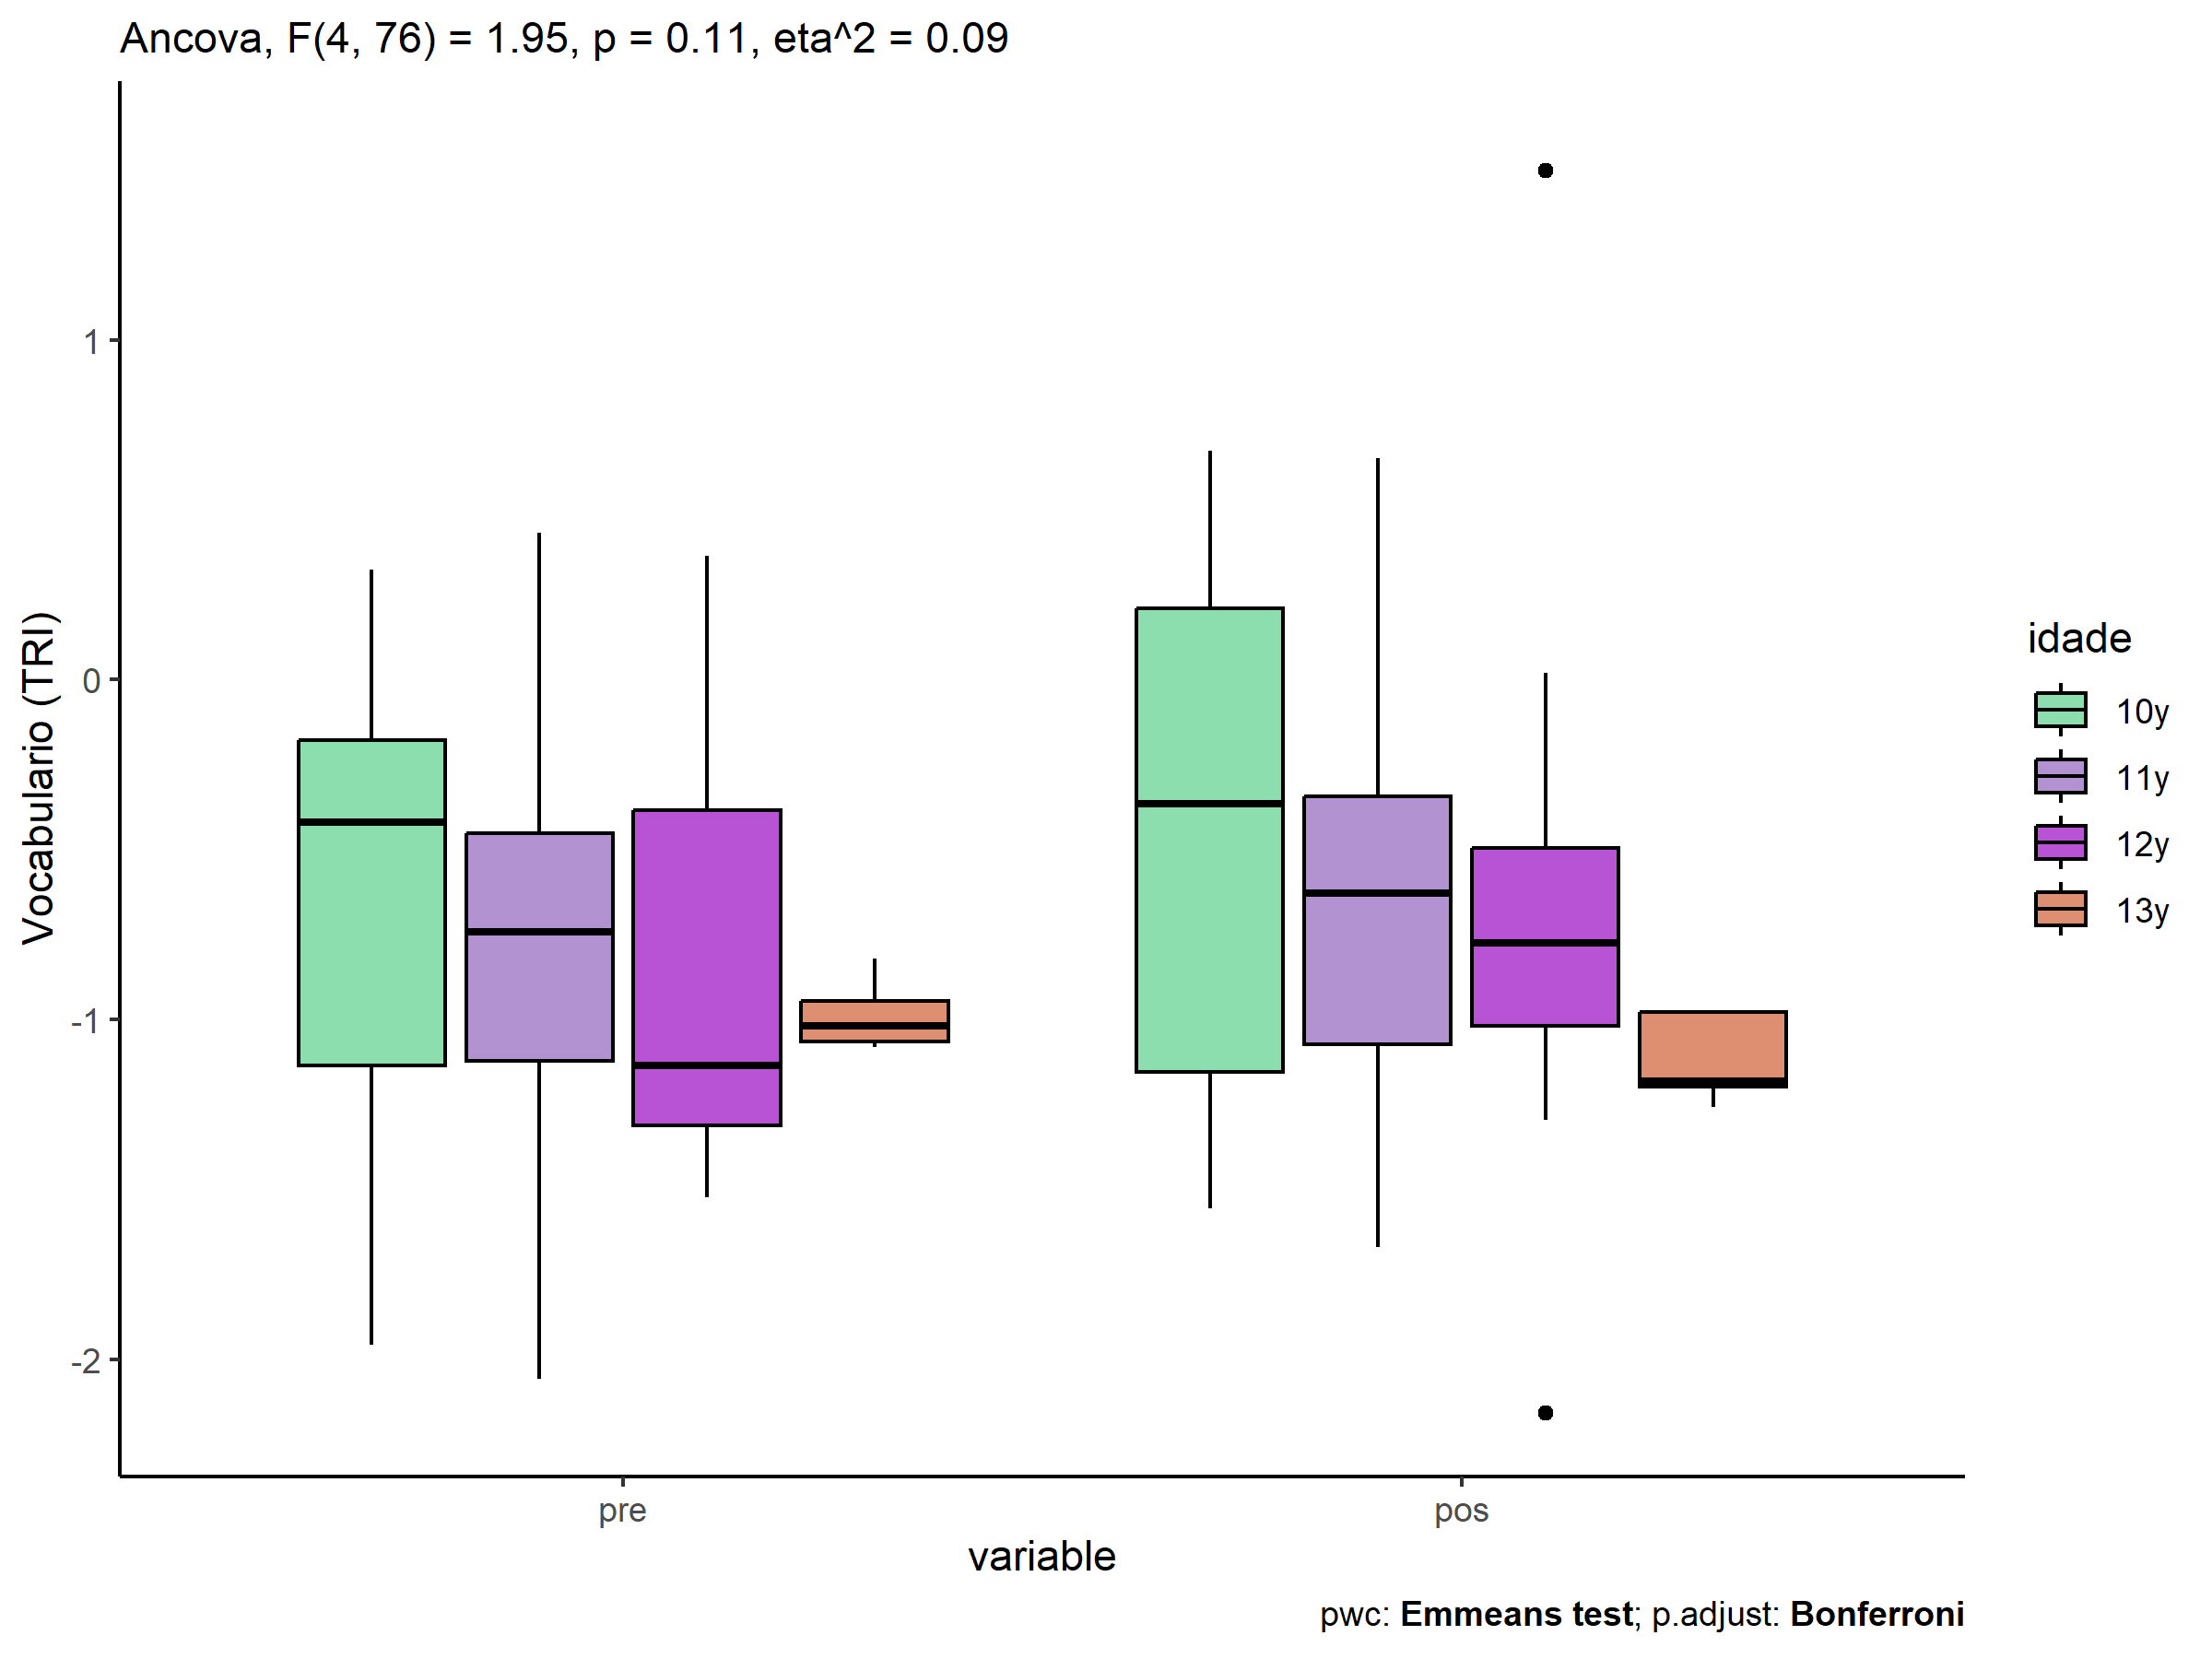 Ancova, F(4, 76) = 1.95, p = 0.11, eta^2 = 0.09
Vocabulario (TRI)
1
0
-1
-2
pre
pos
variable
idade
10y
11y
12y
13y
pwc: Emmeans test; p.adjust: Bonferroni